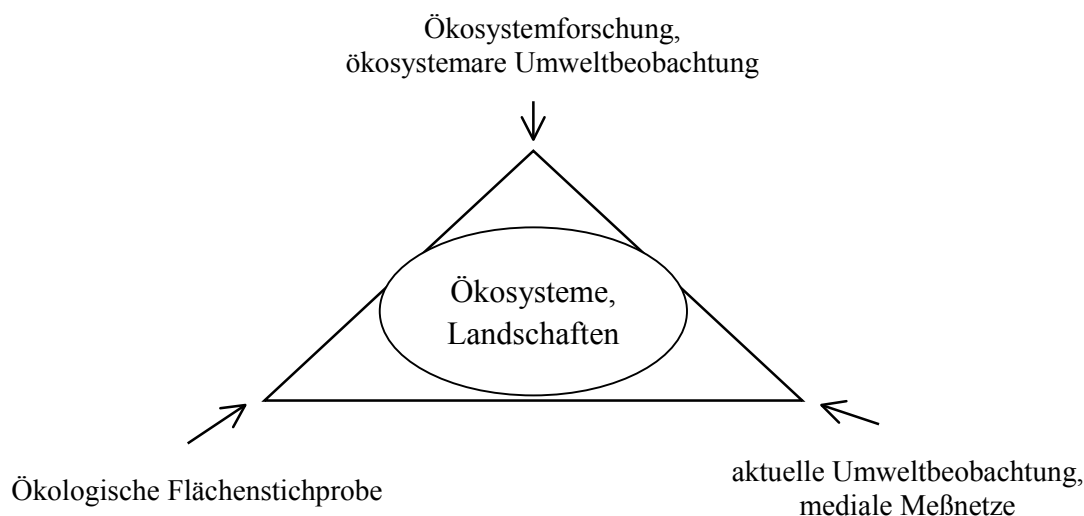 Ökosystemforschung,
ökosystemare Umweltbeobachtung
Ökosysteme,
Landschaften
Ökologische Flächenstichprobe
aktuelle Umweltbeobachtung,
mediale Meßnetze